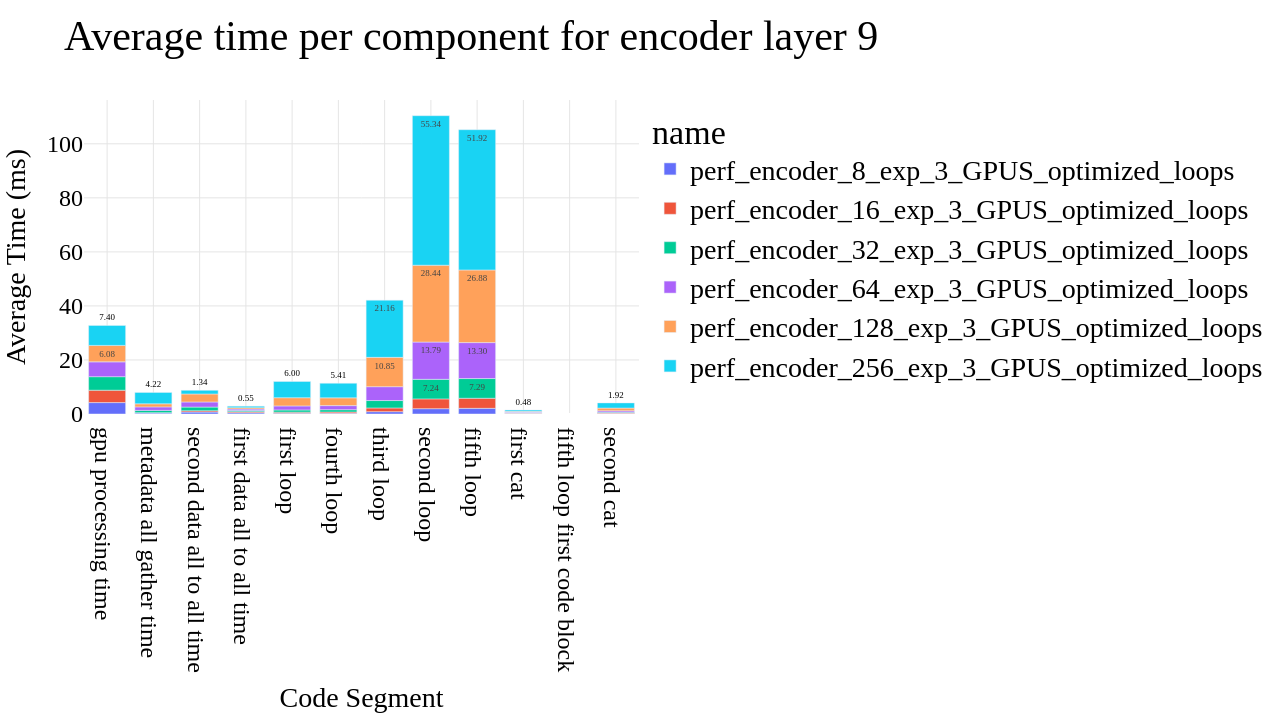 Average time per component for encoder layer 9
Average Time (ms)
100
80
60
40
20
0
7.40
6.08
4.22
1.34
0.55
6.00
5.41
21.16
10.85
55.34
28.44
13.79
7.24
51.92
26.88
13.30
7.29
0.48
1.92
gpu processing time
metadata all gather time
second data all to all time
first data all to all time
first loop
fourth loop
third loop
second loop
fifth loop
first cat
fifth loop first code block
second cat
Code Segment
name
perf_encoder_8_exp_3_GPUS_optimized_loops
perf_encoder_16_exp_3_GPUS_optimized_loops
perf_encoder_32_exp_3_GPUS_optimized_loops
perf_encoder_64_exp_3_GPUS_optimized_loops
perf_encoder_128_exp_3_GPUS_optimized_loops
perf_encoder_256_exp_3_GPUS_optimized_loops